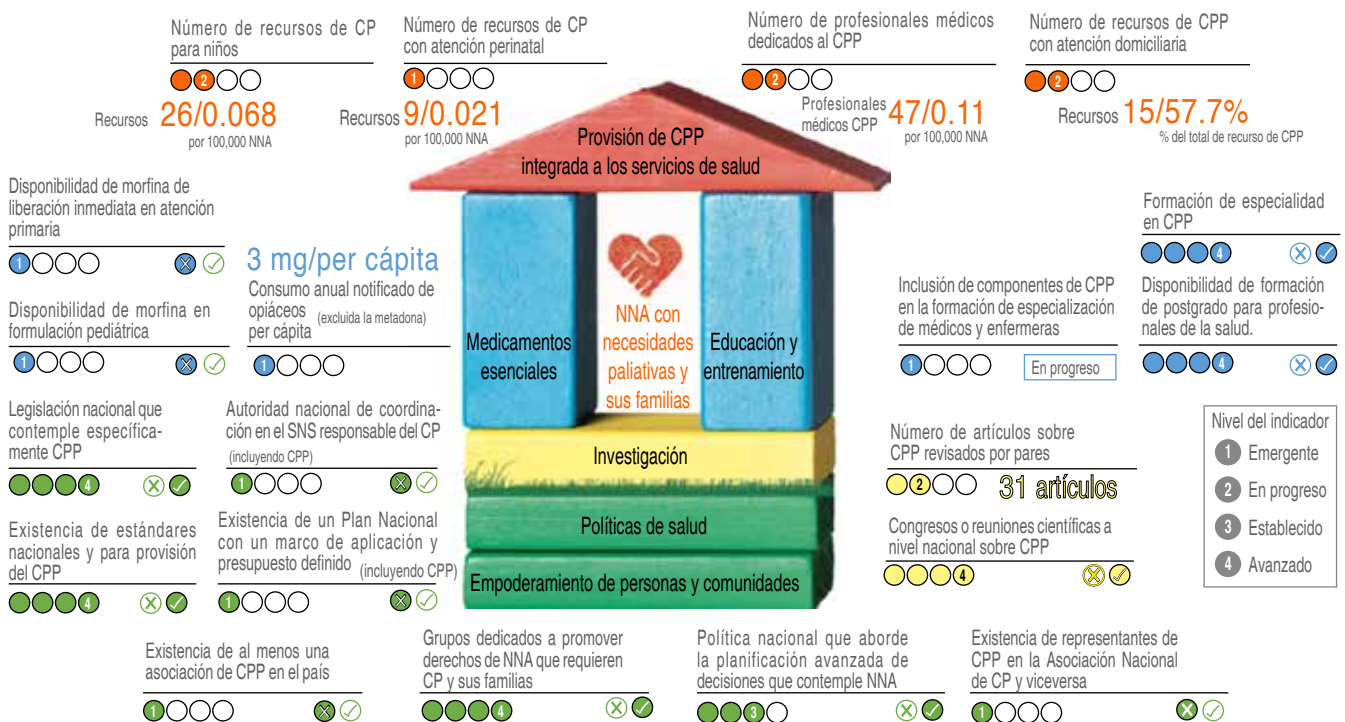 Número de recursos de CP
para niños
2
Recursos 26/0.068
por 100,000 NNA
Número de recursos de CP
con atención perinatal
1
Recursos 9/0.021
por 100,000 NNA
Número de profesionales médicos
dedicados al CPP
2
Profesionales
médicos CPP 47/0.11
por 100,000 NNA
Número de recursos de CPP
con atención domiciliaria
2
Recursos 15/57.7%
% del total de recurso de CPP
Provisión de CPP
integrada a los servicios de salud
Disponibilidad de morfina de
liberación inmediata en atención
primaria
1
Disponibilidad de morfina en
formulación pediátrica
1
3 mg/per cápita
Consumo anual notificado de
opiáceos (excluida la metadona)
per cápita
1
Medicamentos
esenciales
NNA con
necesidades
paliativas y
sus familias
Educación y
entrenamiento
Inclusión de componentes de CPP
en la formación de especialización
de médicos y enfermeras
1
En progreso
Formación de especialidad
en CPP
4
Disponibilidad de formación
de postgrado para profesio-
nales de la salud.
4
Legislación nacional que
contemple específica-
mente CPP
4
Autoridad nacional de coordina-
ción en el SNS responsable del CP
(incluyendo CPP)
1
Existencia de estándares
nacionales y para provisión
del CPP
4
Existencia de un Plan Nacional
con un marco de aplicación y
presupuesto definido (incluyendo CPP)
1
Investigación
Políticas de salud
Empoderamiento de personas y comunidades
Número de artículos sobre
CPP revisados por pares
2
31 artículos
Congresos o reuniones científicas a
nivel nacional sobre CPP
4
Nivel del indicador
1 Emergente
2 En progreso
3 Establecido
4 Avanzado
Existencia de al menos una
asociación de CPP en el país
1
Grupos dedicados a promover
derechos de NNA que requieren
CP y sus familias
4
Política nacional que aborde
la planificación avanzada de
decisiones que contemple NNA
3
Existencia de representantes de
CPP en la Asociación Nacional
de CP y viceversa
1